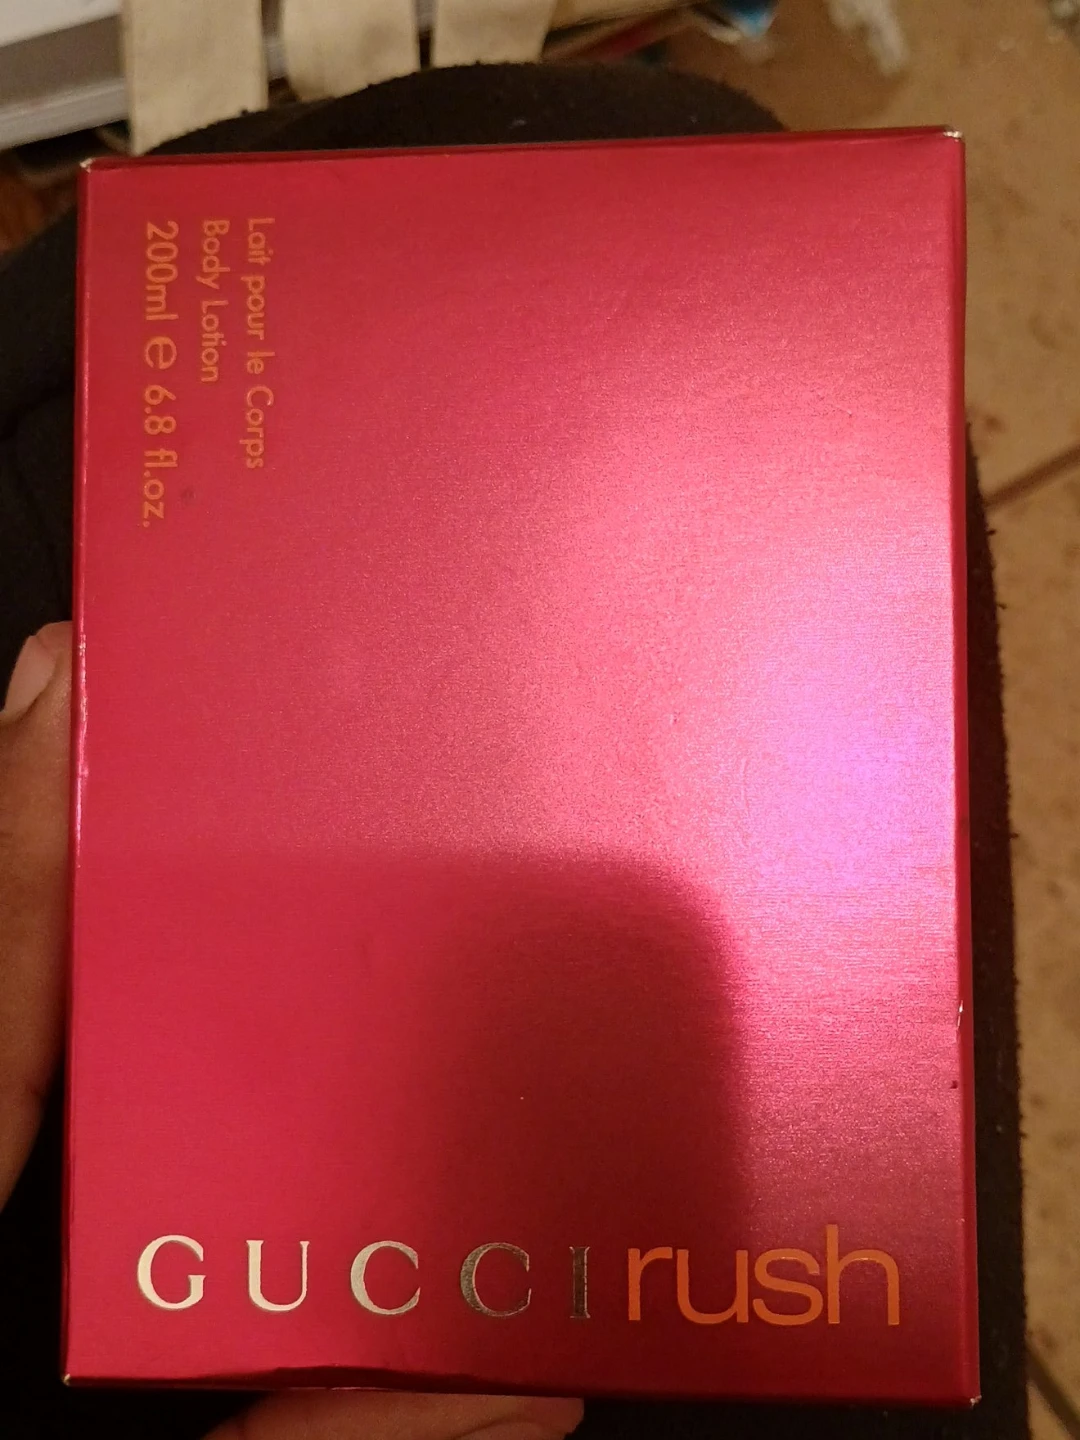 Lait pour le Corps
Body Lotion
200ml e 6.8 fl.oz.
GUCCI rush